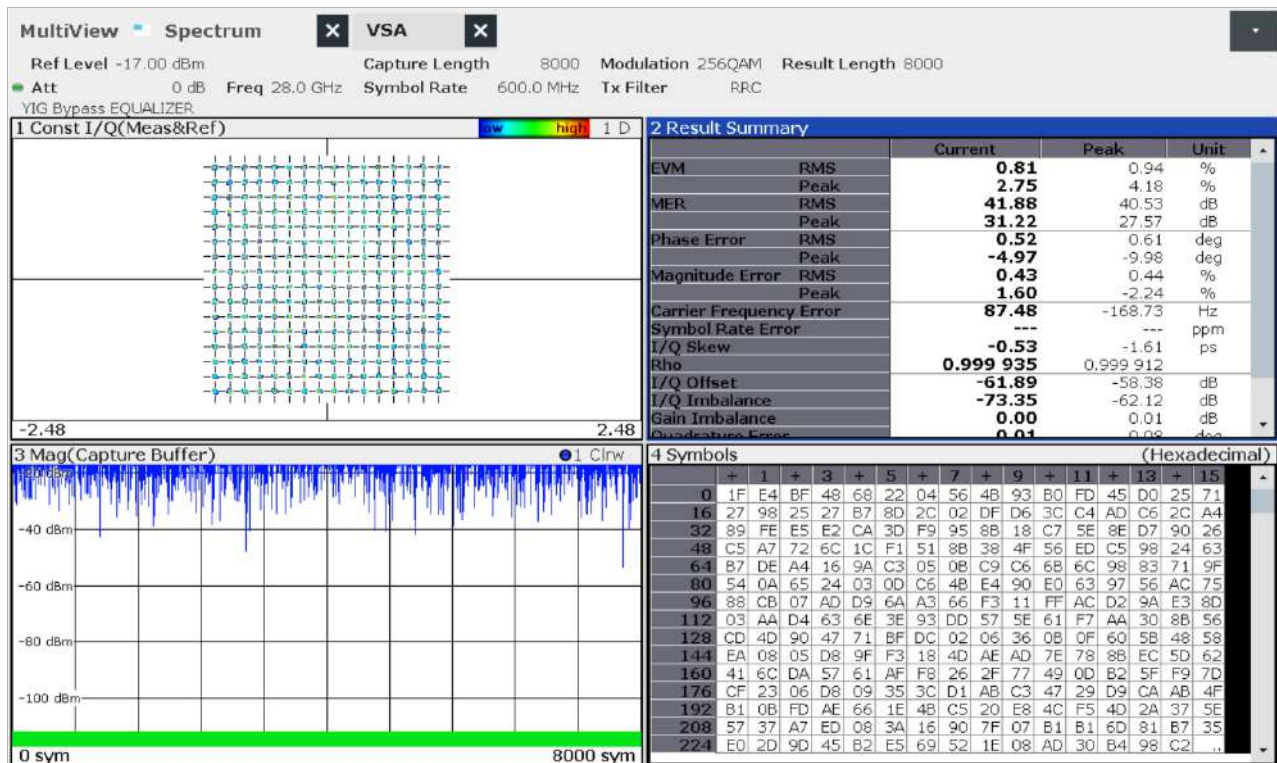 MultiView Spectrum X VSA X
Ref Level -17.00 dBm Capture Length 8000 Modulation 256QAM Result Length 8000
Att 0 dB Freq 28.0 GHz Symbol Rate 600.0 MHz Tx Filter RRC
YIG Bypass EQUALIZER
1 Const I/Q(Meas&Ref) low high 1 D
-2.48 2.48
2 Result Summary
Current Peak Unit
EVM RMS 0.81 0.94 %
Peak 2.75 4.18 %
MER RMS 41.88 40.53 dB
Peak 31.22 27.57 dB
Phase Error RMS 0.52 0.61 deg
Peak -4.97 -9.98 deg
Magnitude Error RMS 0.43 0.44 %
Peak 1.60 -2.24 %
Carrier Frequency Error 87.48 -168.73 Hz
Symbol Rate Error --- --- ppm
I/Q Skew -0.53 -1.61 ps
Rho 0.999 935 0.999 912
I/Q Offset -61.89 -58.38 dB
I/Q Imbalance -73.35 -62.12 dB
Gain Imbalance 0.00 0.01 dB
Quadrature Error 0.01 0.08 deg
3 Mag(Capture Buffer) 1 Clrw
-40 dBm
-60 dBm
-80 dBm
-100 dBm
0 sym 8000 sym
4 Symbols (Hexadecimal)
+ 1 + 3 + 5 + 7 + 9 + 11 + 13 + 15
0 1F E4 BF 48 68 22 04 56 4B 93 B0 FD 45 D0 25 71
16 27 98 25 27 B7 8D 2C 02 DF D6 3C C4 AD C6 2C A4
32 89 FE E5 E2 CA 3D F9 95 8B 18 C7 5E 8E D7 90 26
48 C5 A7 72 6C 1C F1 51 8B 38 4F 56 ED C5 98 24 63
64 B7 DE A4 16 9A C3 05 0B C9 C6 6B 6C 98 83 71 9F
80 54 0A 65 24 03 0D C6 4B E4 90 E0 63 97 56 AC 75
96 88 CB 07 AD D9 6A A3 66 F3 11 FF AC D2 9A E3 8D
112 03 AA D4 63 6E 3E 93 DD 57 5E 61 F7 AA 30 8B 56
128 CD 4D 90 47 71 BF DC 02 06 36 0B 0F 60 5B 48 58
144 EA 08 05 D8 9F F3 18 4D AE AD 7E 78 8B EC 5D 62
160 41 6C DA 57 61 AF F8 26 2F 77 49 0D B2 5F F9 7D
176 CF 23 06 D8 09 35 3C D1 AB C3 47 29 D9 CA AB 4F
192 B1 0B FD AE 66 1E 4B C5 20 E8 4C F5 4D 2A 37 5E
208 57 37 A7 ED 08 3A 16 90 7F 07 B1 B1 6D 81 B7 35
224 E0 2D 9D 45 B2 E5 69 52 1E 08 AD 30 B4 98 C2 ..